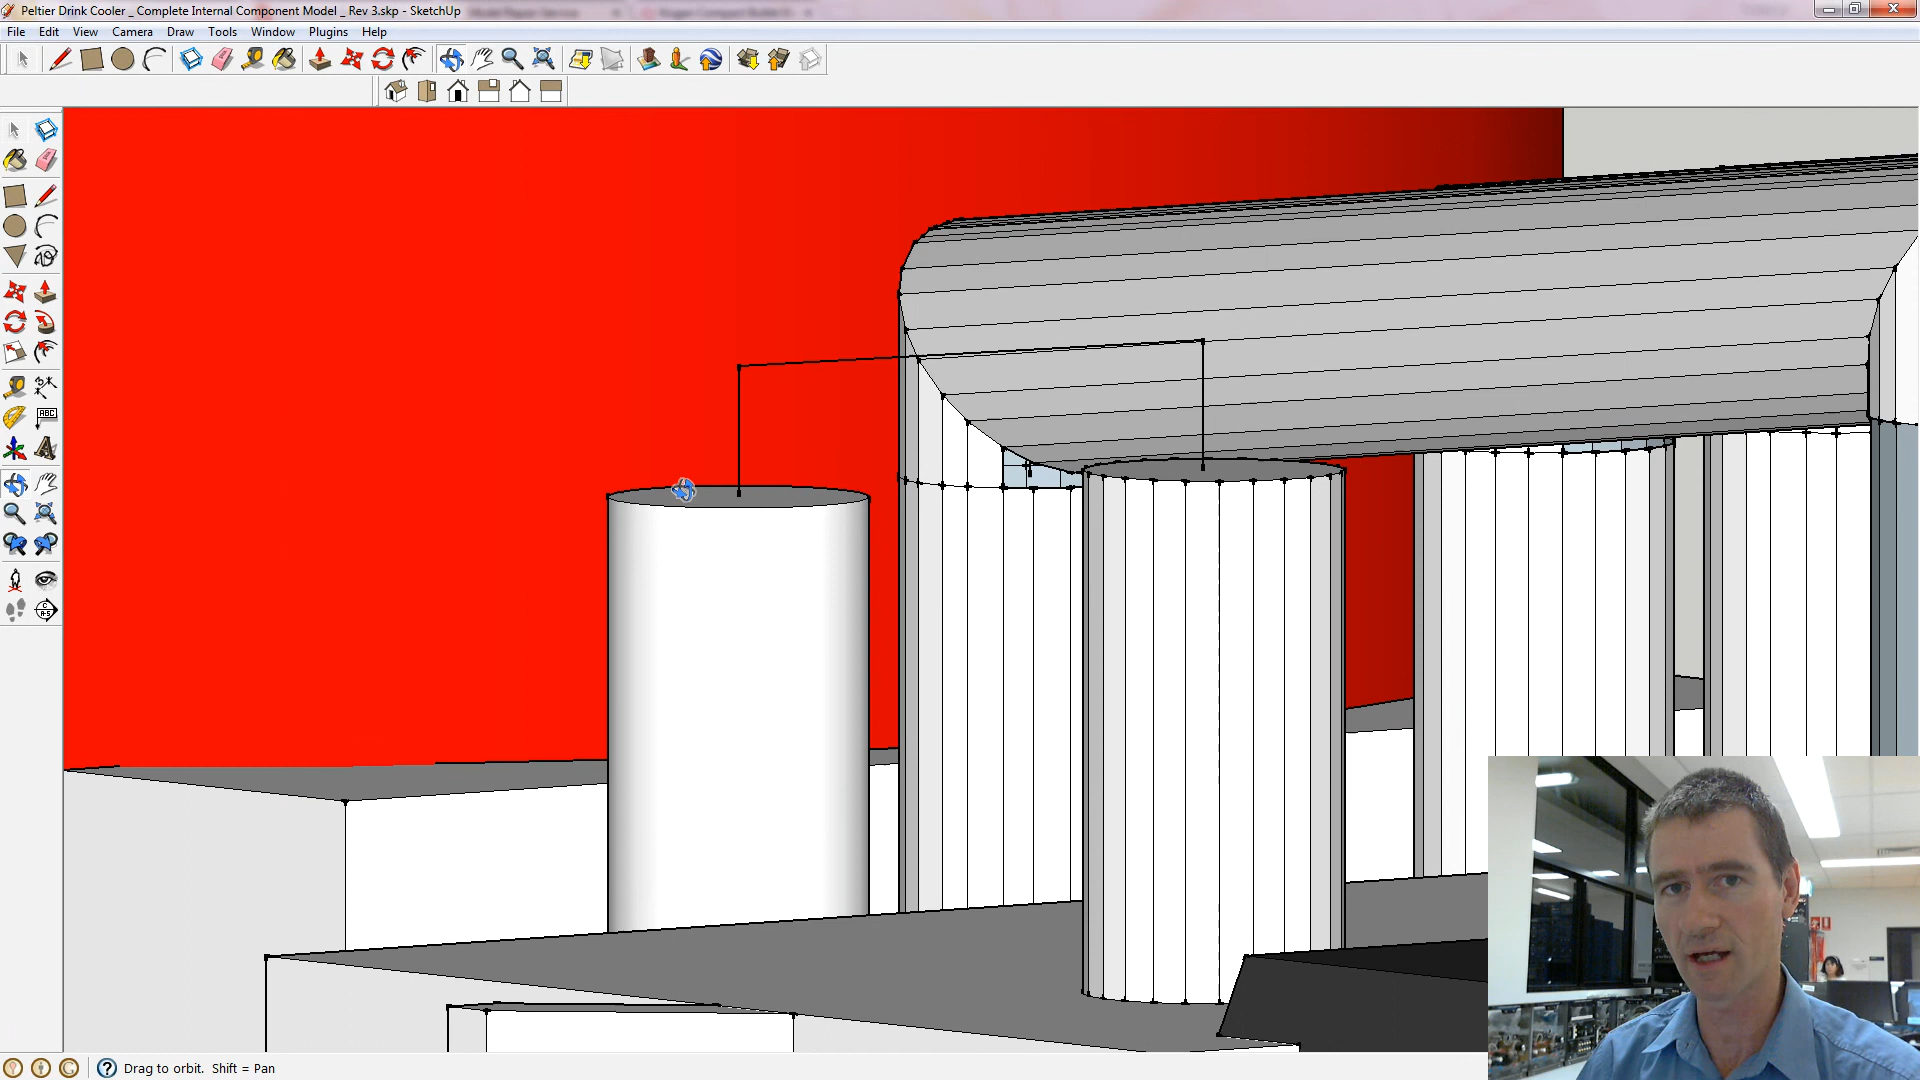 Peltier Drink Cooler _ Complete Internal Component Model _ Rev 3.skp - SketchUp
File Edit View Camera Draw Tools Window Plugins Help
ABC
Drag to orbit. Shift = Pan